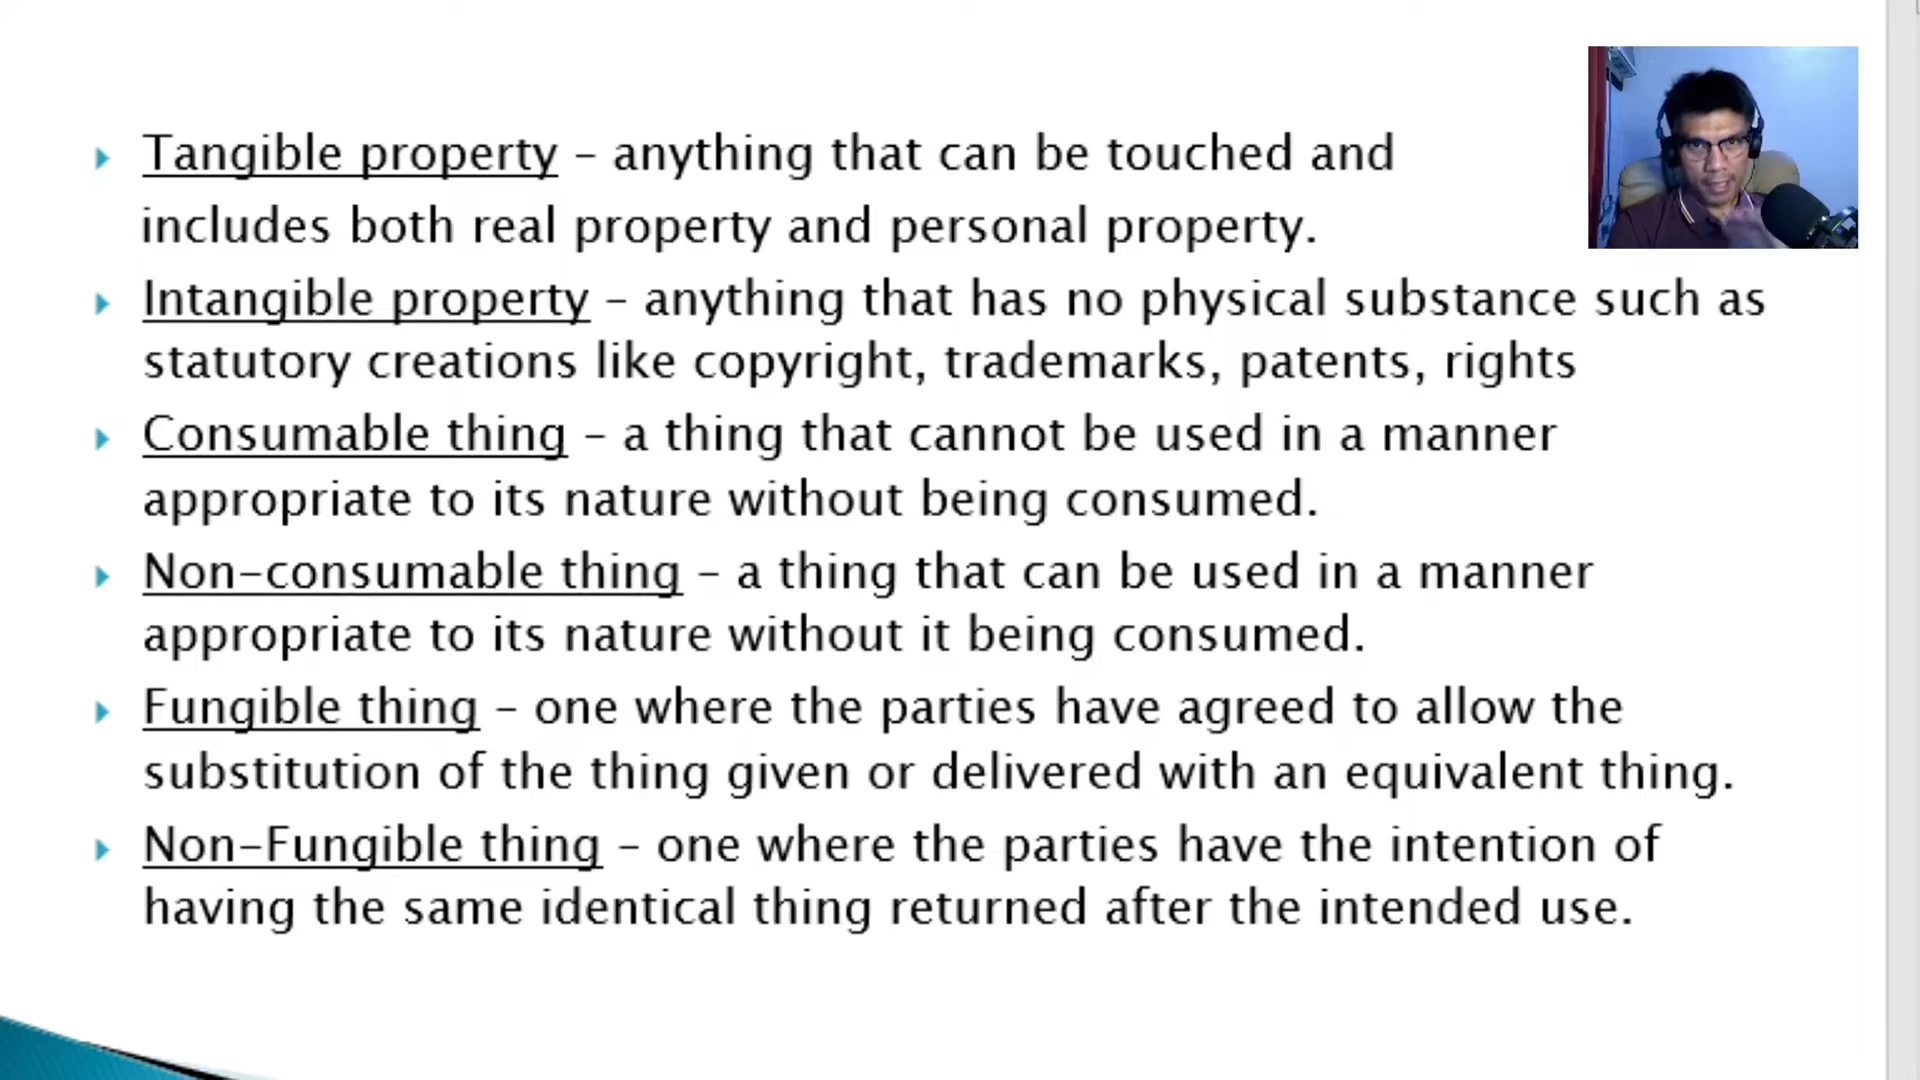 Tangible property – anything that can be touched and
includes both real property and personal property.
Intangible property – anything that has no physical substance such as
statutory creations like copyright, trademarks, patents, rights
Consumable thing – a thing that cannot be used in a manner
appropriate to its nature without being consumed.
Non-consumable thing – a thing that can be used in a manner
appropriate to its nature without it being consumed.
Fungible thing – one where the parties have agreed to allow the
substitution of the thing given or delivered with an equivalent thing.
Non-Fungible thing – one where the parties have the intention of
having the same identical thing returned after the intended use.